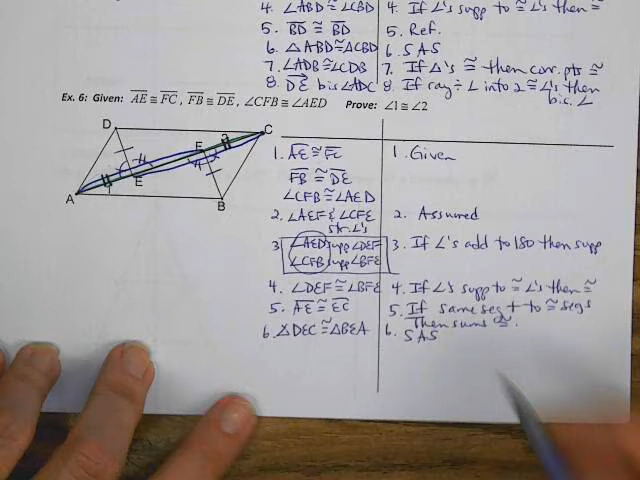 4. ∠ABD ≅ ∠CBD 4. If ∠'s supp to ≅ ∠'s then ≅
5. BD ≅ BD 5. Ref.
6. △ABD ≅ △CBD 6. SAS
7. ∠ADB ≅ ∠CDB 7. If △'s ≅ then corr. pts ≅
8. DE bis ∠ADC 8. If ray ÷ ∠ into 2 ≅ ∠'s then
bis. ∠
Ex. 6: Given: AE ≅ FC, FB ≅ DE, ∠CFB ≅ ∠AED Prove: ∠1 ≅ ∠2
D
C
F
E
A
B
1. AE ≅ FC 1. Given
FB ≅ DE
∠CFB ≅ ∠AED
2. ∠AEF & ∠CFE 2. Assumed
str. ∠'s
3. ∠AED supp ∠DEF 3. If ∠'s add to 180 then supp
∠CFB supp ∠BFE
4. ∠DEF ≅ ∠BFE 4. If ∠'s supp to ≅ ∠'s then ≅
5. AE ≅ EC 5. If same seg + to ≅ segs
Then sums ≅.
6. △DEC ≅ △BEA 6. SAS